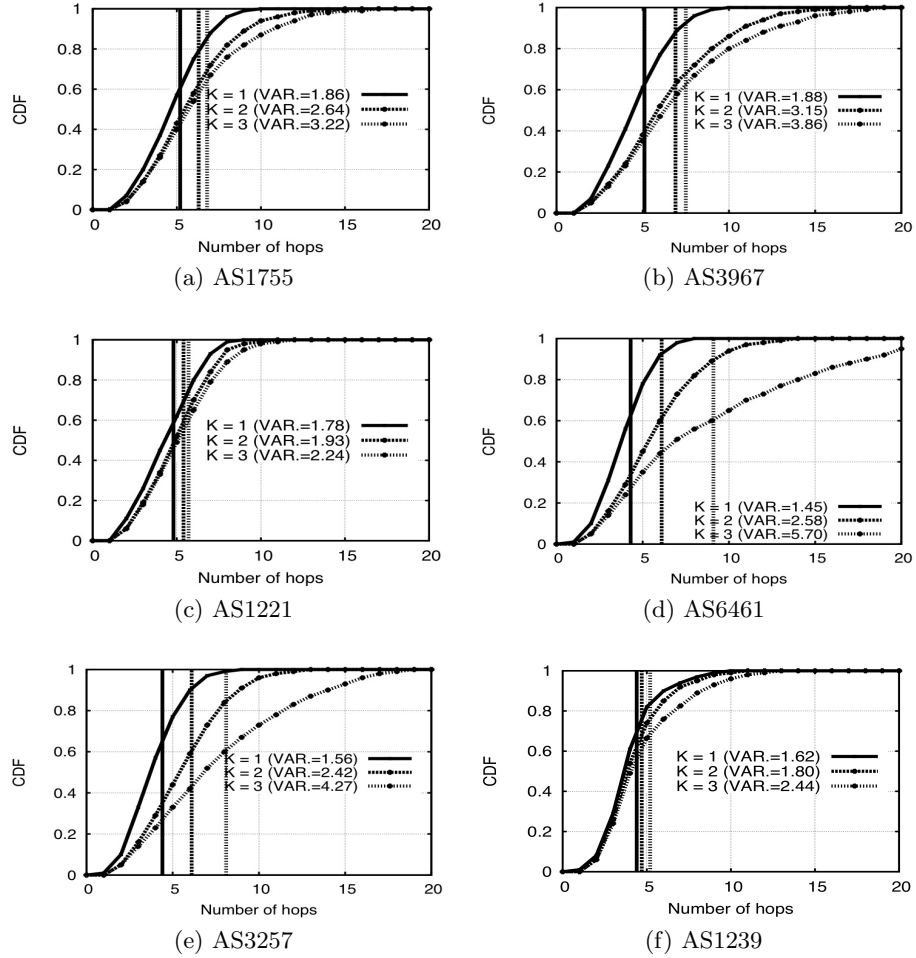 1
0.8
0.6
CDF
0.4
0.2
0
K = 1 (VAR.=1.86)
K = 2 (VAR.=2.64)
K = 3 (VAR.=3.22)
0 5 10 15 20
Number of hops
(a) AS1755
1
0.8
0.6
CDF
0.4
0.2
0
K = 1 (VAR.=1.88)
K = 2 (VAR.=3.15)
K = 3 (VAR.=3.86)
0 5 10 15 20
Number of hops
(b) AS3967
1
0.8
0.6
CDF
0.4
0.2
0
K = 1 (VAR.=1.78)
K = 2 (VAR.=1.93)
K = 3 (VAR.=2.24)
0 5 10 15 20
Number of hops
(c) AS1221
1
0.8
0.6
CDF
0.4
0.2
0
K = 1 (VAR.=1.45)
K = 2 (VAR.=2.58)
K = 3 (VAR.=5.70)
0 5 10 15 20
Number of hops
(d) AS6461
1
0.8
0.6
CDF
0.4
0.2
0
K = 1 (VAR.=1.56)
K = 2 (VAR.=2.42)
K = 3 (VAR.=4.27)
0 5 10 15 20
Number of hops
(e) AS3257
1
0.8
0.6
CDF
0.4
0.2
0
K = 1 (VAR.=1.62)
K = 2 (VAR.=1.80)
K = 3 (VAR.=2.44)
0 5 10 15 20
Number of hops
(f) AS1239